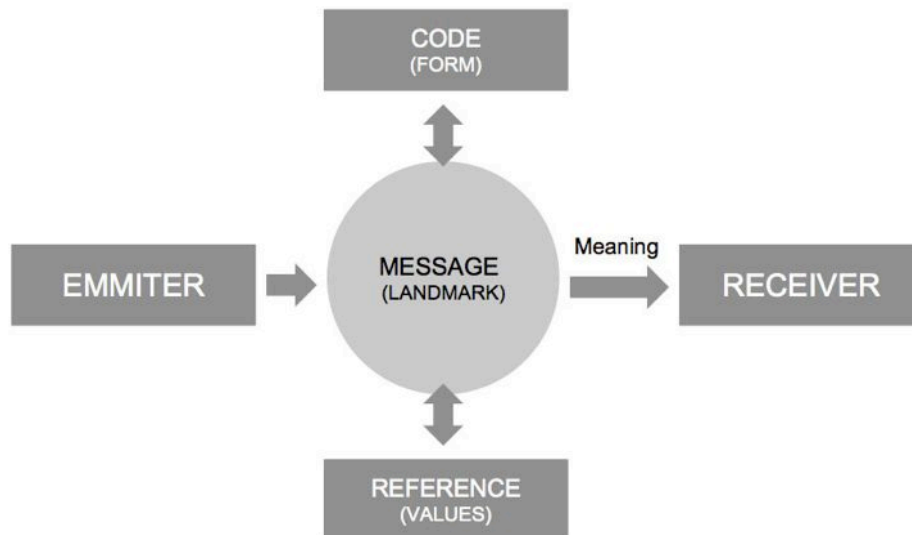 CODE
(FORM)
Meaning
EMMITER
MESSAGE
(LANDMARK)
RECEIVER
REFERENCE
(VALUES)